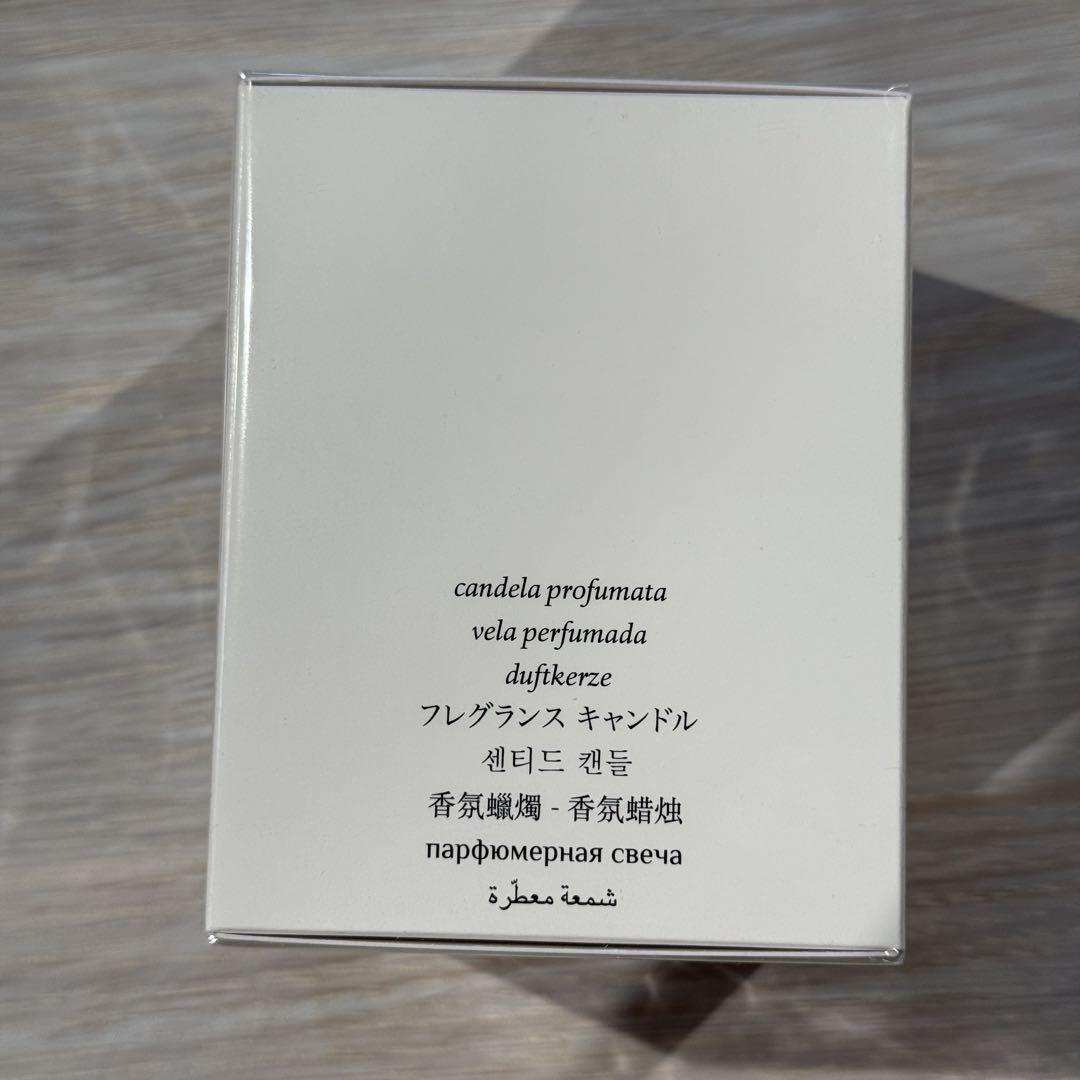 candela profumata
vela perfumada
duftkerze
フレグランス キャンドル
센티드 캔들
香氛蠟燭 - 香氛蜡烛
парфюмерная свеча
شمعة معطّرة